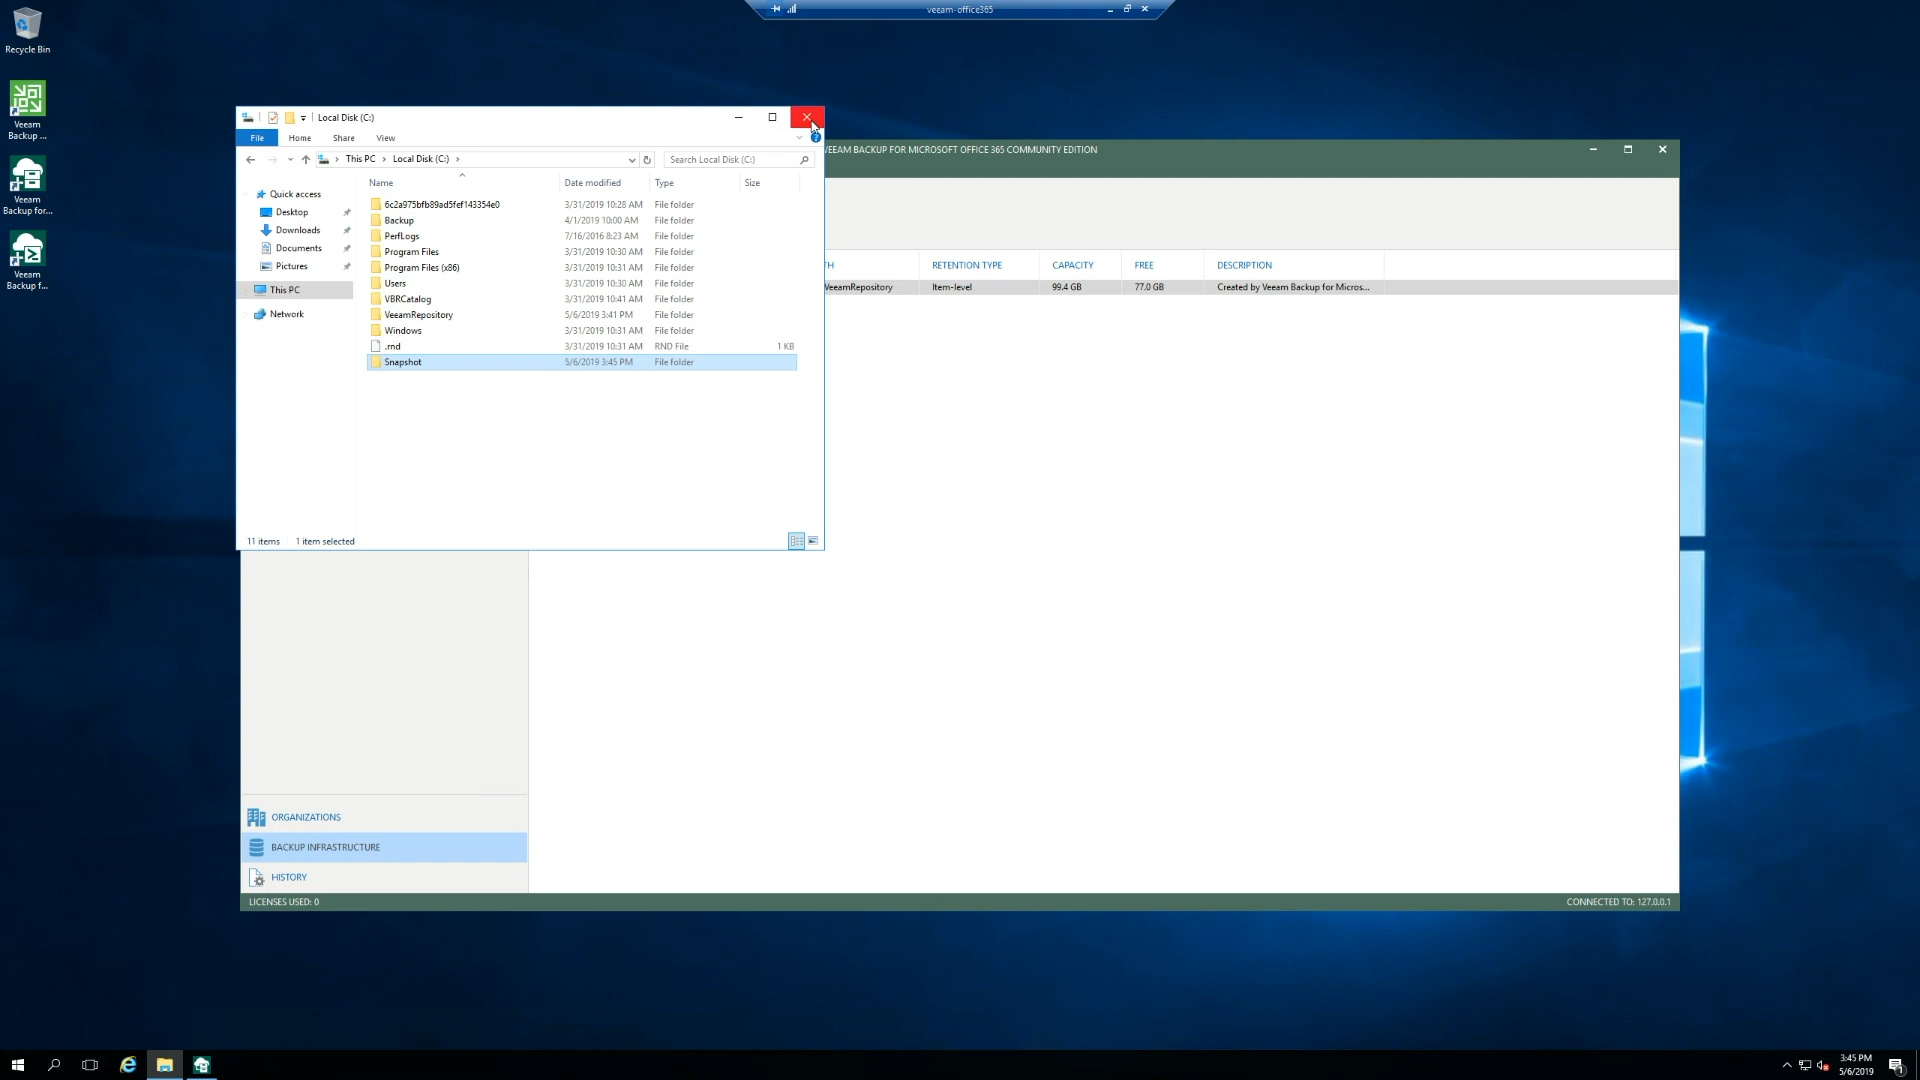 veeam-office365
Recycle Bin
Veeam
Backup ...
Veeam
Backup for...
Veeam
Backup f...
Local Disk (C:)
File
Home
Share
View
This PC
Local Disk (C:)
Search Local Disk (C:)
Name
Date modified
Type
Size
6c2a975bfb89ad5fef143354e0
3/31/2019 10:28 AM
File folder
Backup
4/1/2019 10:00 AM
File folder
PerfLogs
7/16/2016 8:23 AM
File folder
Program Files
3/31/2019 10:30 AM
File folder
Program Files (x86)
3/31/2019 10:31 AM
File folder
Users
3/31/2019 10:30 AM
File folder
VBRCatalog
3/31/2019 10:41 AM
File folder
VeeamRepository
5/6/2019 3:41 PM
File folder
Windows
3/31/2019 10:31 AM
File folder
.rnd
3/31/2019 10:31 AM
RND File
1 KB
Snapshot
5/6/2019 3:45 PM
File folder
Quick access
Desktop
Downloads
Documents
Pictures
This PC
Network
11 items
1 item selected
VEEAM BACKUP FOR MICROSOFT OFFICE 365 COMMUNITY EDITION
TH
RETENTION TYPE
CAPACITY
FREE
DESCRIPTION
VeeamRepository
Item-level
99.4 GB
77.0 GB
Created by Veeam Backup for Micros...
ORGANIZATIONS
BACKUP INFRASTRUCTURE
HISTORY
LICENSES USED: 0
CONNECTED TO: 127.0.0.1
3:45 PM
5/6/2019
1